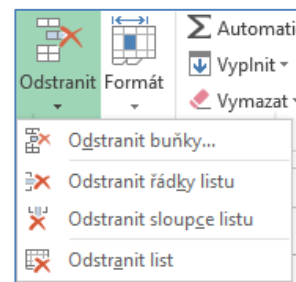 Odstranit Formát
Automati
Vyplnit
Vymazat
Odstranit buňky...
Odstranit řádky listu
Odstranit sloupce listu
Odstranit list